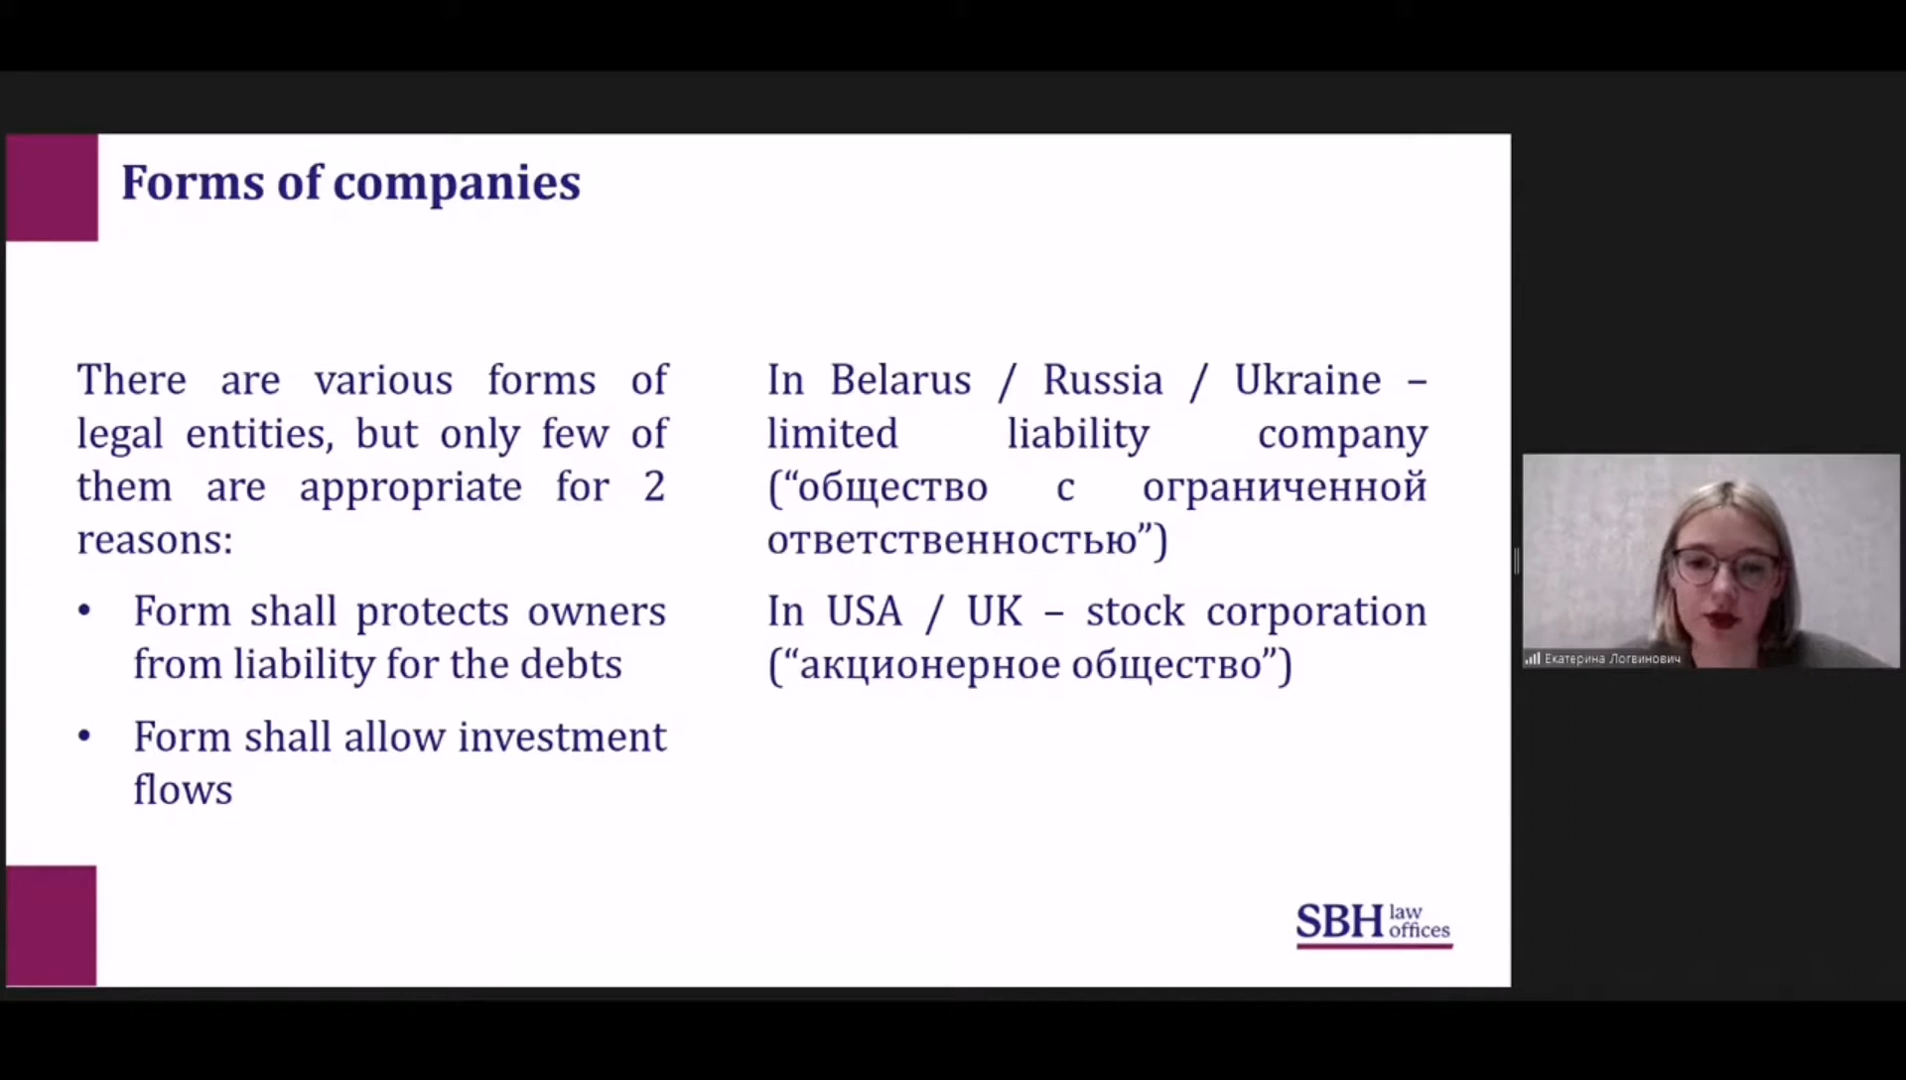 Forms of companies
There are various forms of
legal entities, but only few of
them are appropriate for 2
reasons:
• Form shall protects owners
from liability for the debts
• Form shall allow investment
flows
In Belarus / Russia / Ukraine –
limited liability company
(“общество с ограниченной
ответственностью”)
In USA / UK – stock corporation
(“акционерное общество”)
SBH law
offices
Екатерина Логвинович